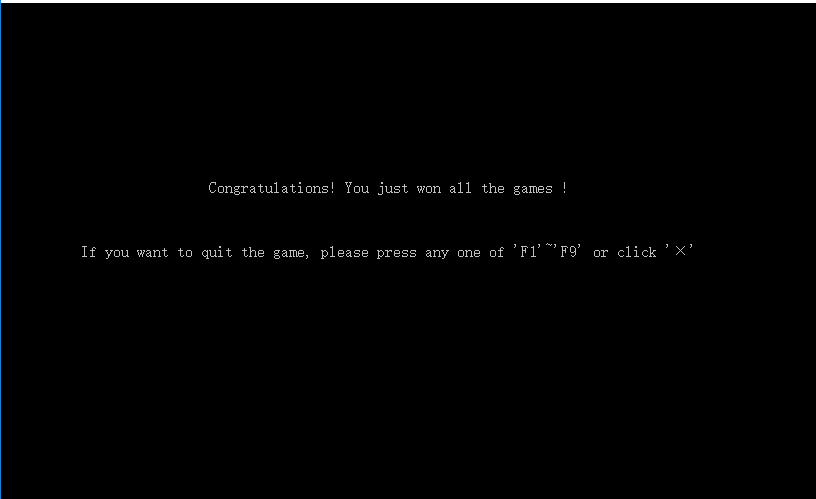 Congratulations! You just won all the games !
If you want to quit the game, please press any one of 'F1'~'F9' or click '×'